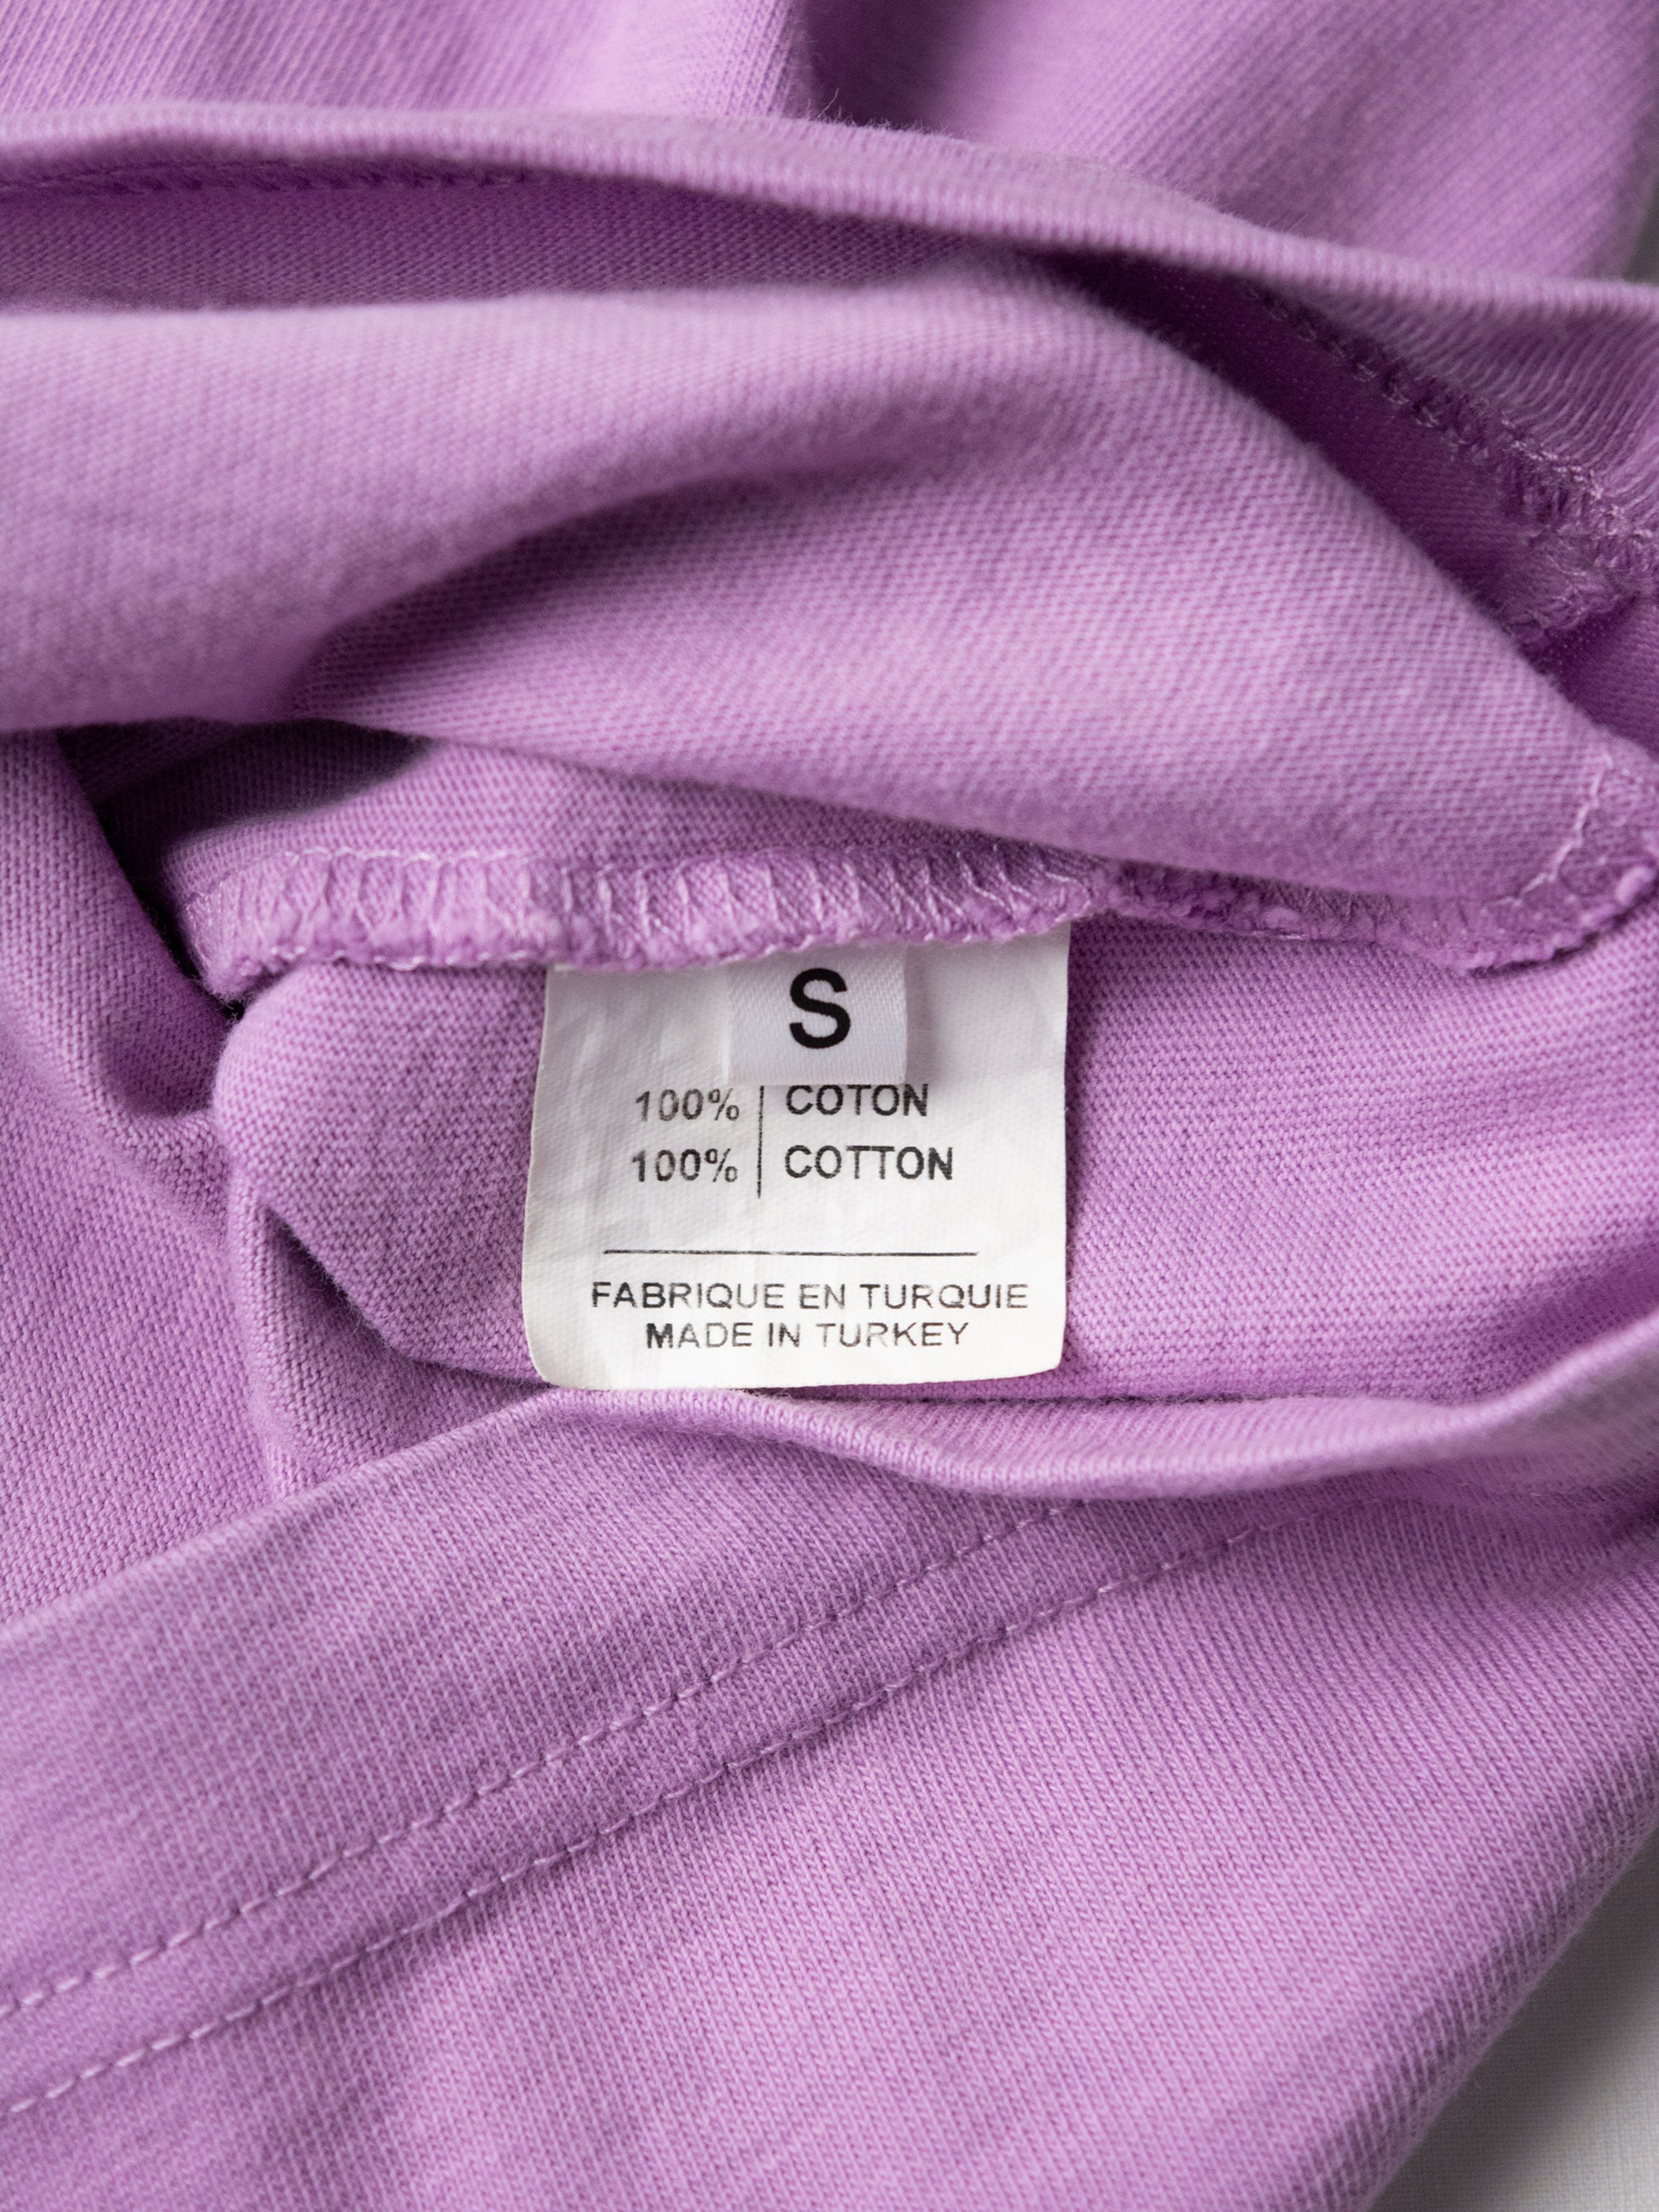 S
100% | COTON
100% | COTTON
FABRIQUE EN TURQUIE
MADE IN TURKEY